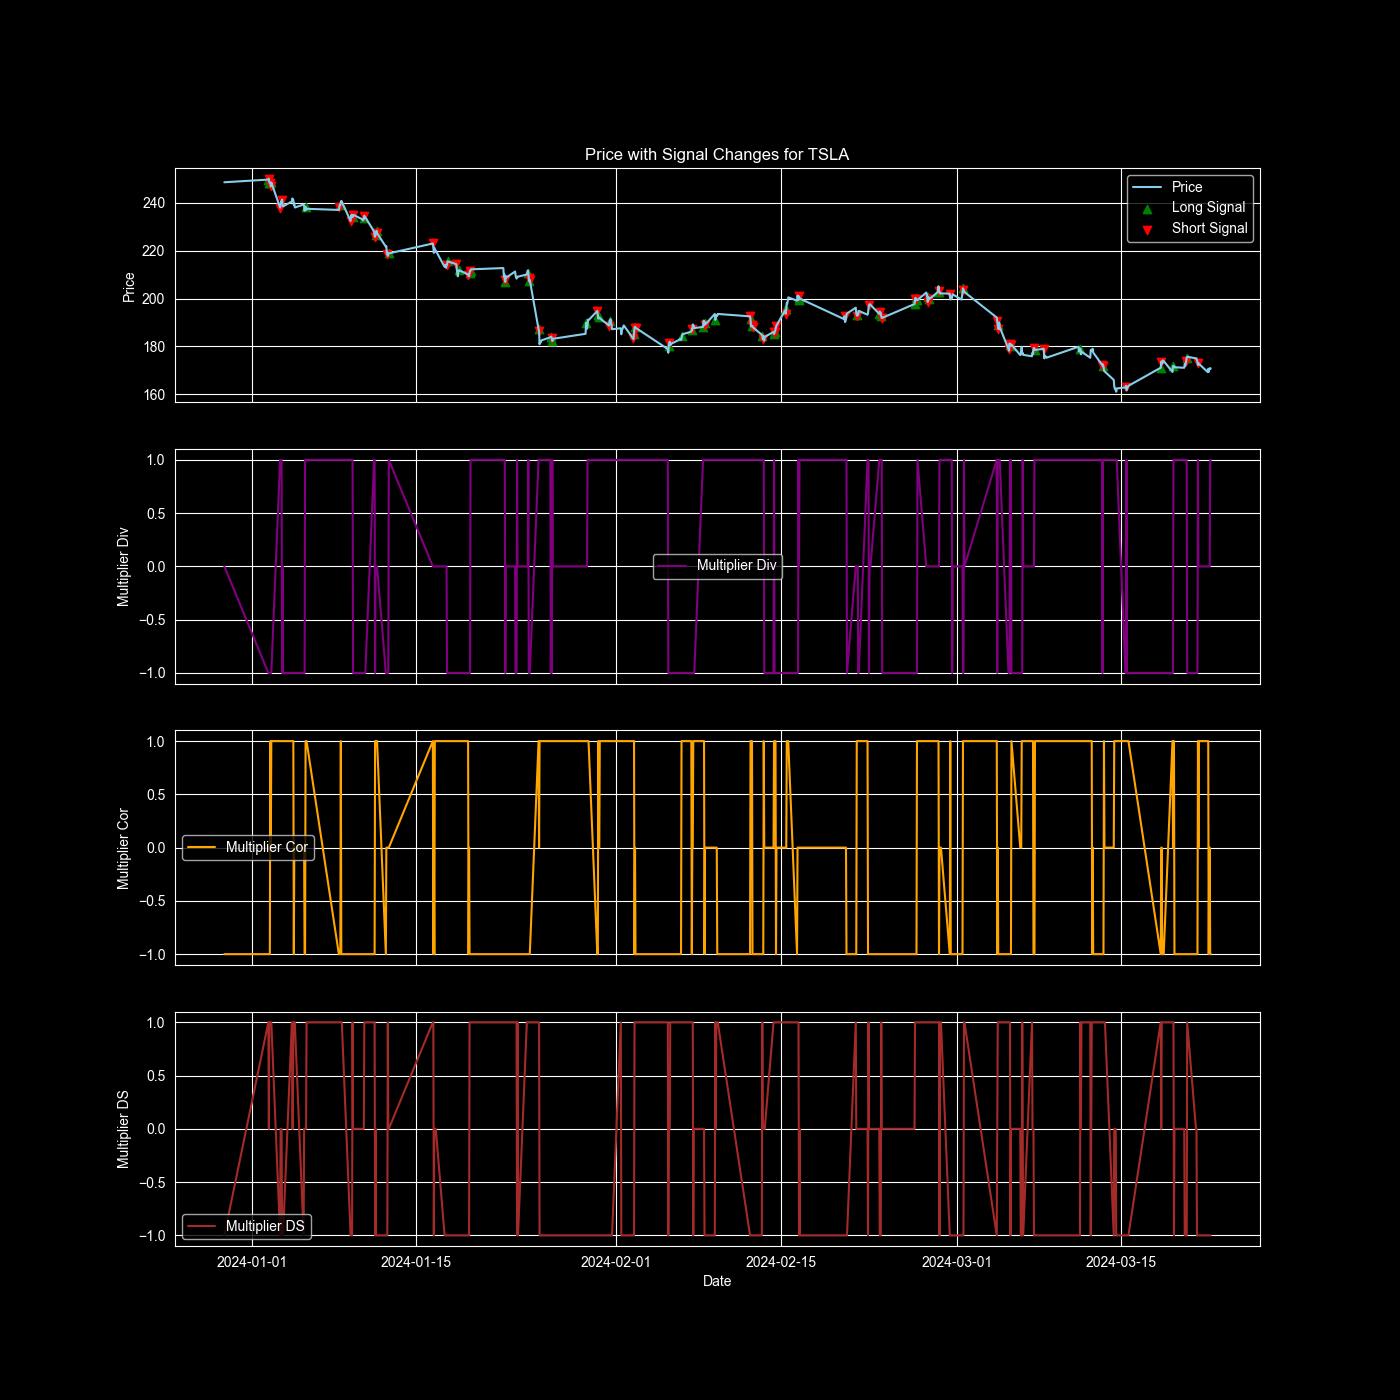 Price with Signal Changes for TSLA
Price
240
220
200
180
160
Price
Long Signal
Short Signal
Multiplier Div
1.0
0.5
0.0
−0.5
−1.0
Multiplier Div
Multiplier Cor
1.0
0.5
0.0
−0.5
−1.0
Multiplier Cor
Multiplier DS
1.0
0.5
0.0
−0.5
−1.0
Multiplier DS
2024-01-01 2024-01-15 2024-02-01 2024-02-15 2024-03-01 2024-03-15
Date